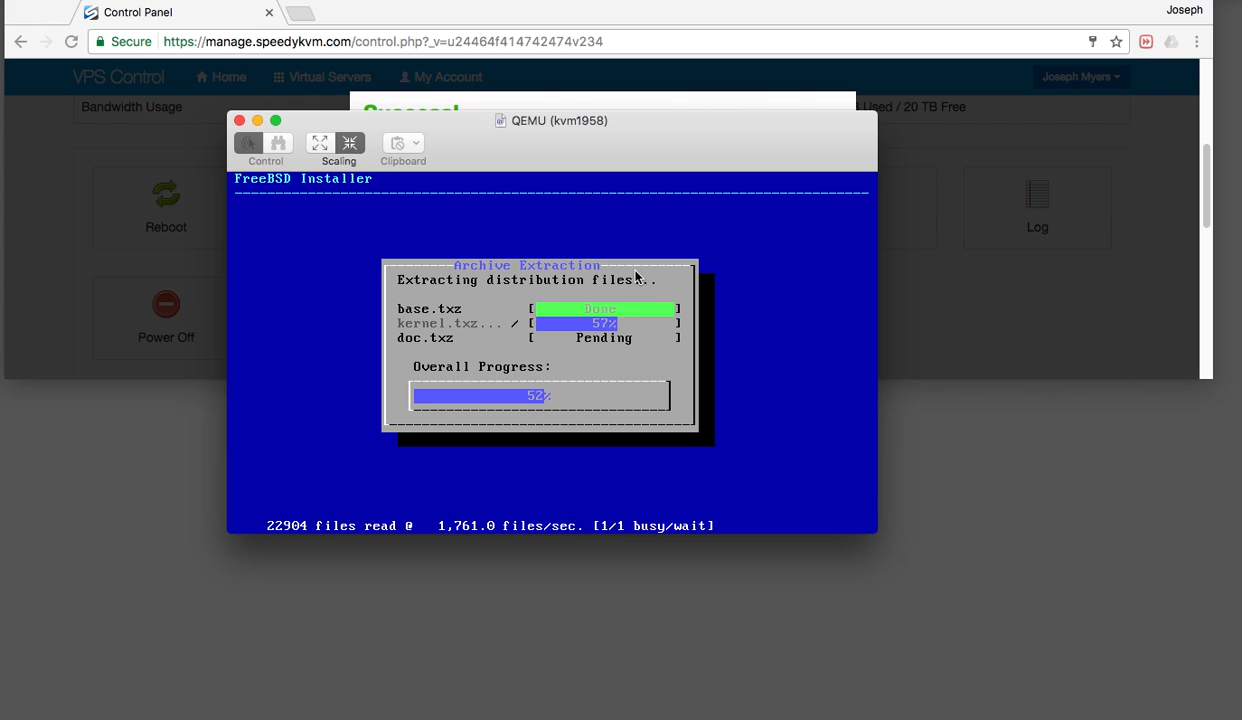 Control Panel
Joseph
Secure https://manage.speedykvm.com/control.php?_v=u24464f414742474v234
VPS Control Home Virtual Servers My Account Joseph Myers
Bandwidth Usage
Used / 20 TB Free
QEMU (kvm1958)
Control Scaling Clipboard
FreeBSD Installer
Archive Extraction
Extracting distribution files...
base.txz [ Done ]
kernel.txz... / [ 57% ]
doc.txz [ Pending ]
Overall Progress:
52%
22904 files read @ 1,761.0 files/sec. [1/1 busy/wait]
Reboot
Log
Power Off